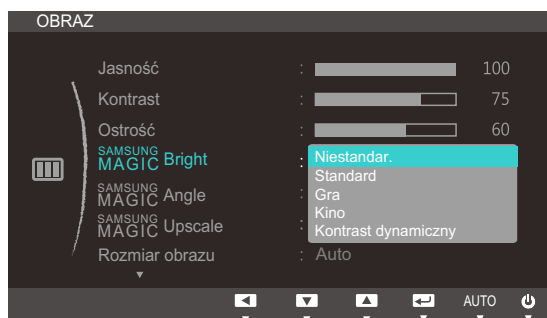 OBRAZ
Jasność : 100
Kontrast : 75
Ostrość : 60
SAMSUNG MAGIC Bright : Niestandar.
Standard
SAMSUNG MAGIC Angle : Gra
Kino
SAMSUNG MAGIC Upscale : Kontrast dynamiczny
Rozmiar obrazu : Auto
AUTO